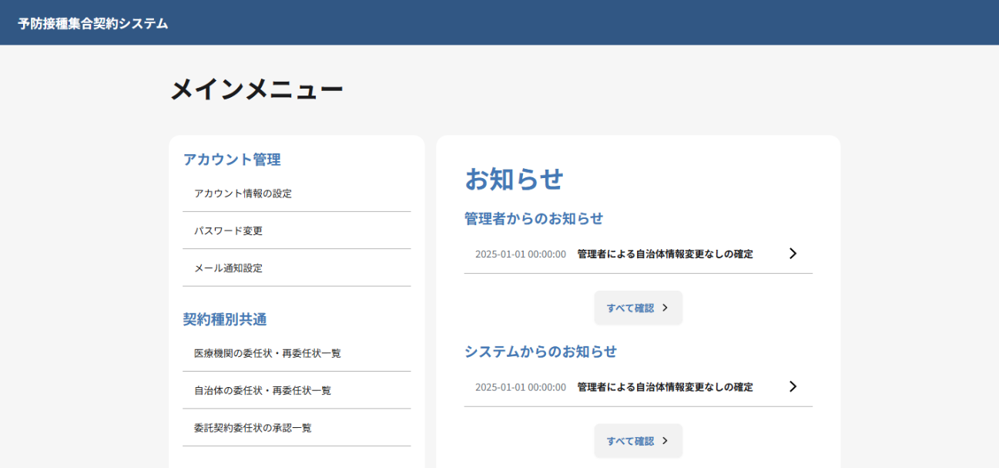 予防接種集合契約システム
メインメニュー
アカウント管理
アカウント情報の設定
パスワード変更
メール通知設定
契約種別共通
医療機関の委任状・再委任状一覧
自治体の委任状・再委任状一覧
委託契約委任状の承認一覧
お知らせ
管理者からのお知らせ
2025-01-01 00:00:00 管理者による自治体情報変更なしの確定
すべて確認
システムからのお知らせ
2025-01-01 00:00:00 管理者による自治体情報変更なしの確定
すべて確認